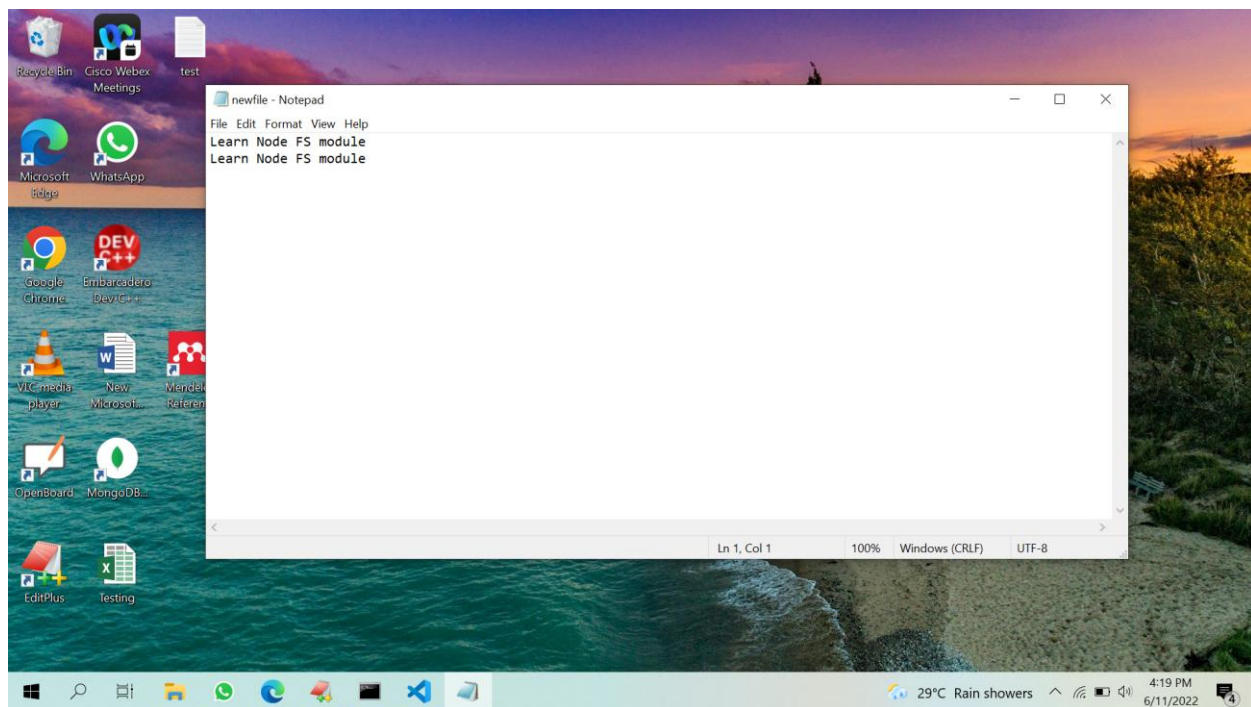 Recycle Bin
Cisco Webex
Meetings
test
newfile - Notepad
File Edit Format View Help
Learn Node FS module
Learn Node FS module
Microsoft
Edge
WhatsApp
Google
Chrome
DEV
C++
Embarcadero
Dev-C++
VLC media
player
W
New
Microsof...
Mendele
Referen
OpenBoard
MongoDB...
EditPlus
X
Testing
Ln 1, Col 1
100%
Windows (CRLF)
UTF-8
29°C Rain showers
4:19 PM
6/11/2022
4